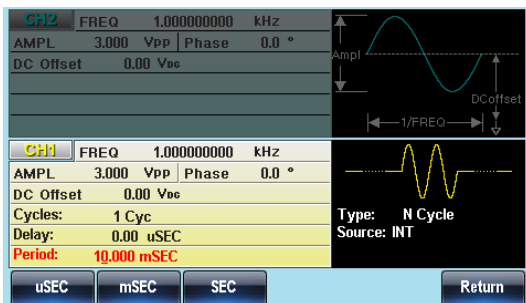 CH2 FREQ 1.000000000 kHz
AMPL 3.000 Vpp Phase 0.0 °
DC Offset 0.00 VDC
Ampl
DCoffset
1/FREQ
CH1 FREQ 1.000000000 kHz
AMPL 3.000 Vpp Phase 0.0 °
DC Offset 0.00 VDC
Cycles: 1 Cyc
Delay: 0.00 uSEC
Period: 10.000 mSEC
Type: N Cycle
Source: INT
uSEC mSEC SEC Return